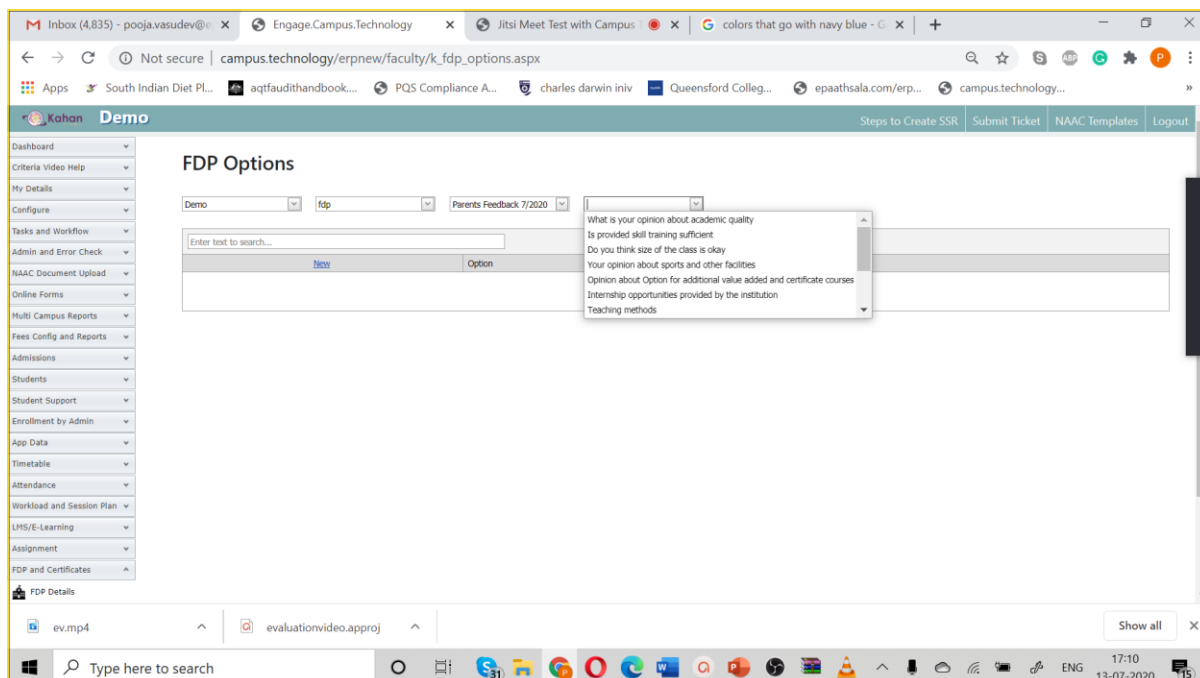 Inbox (4,835) - pooja.vasudev@e
Engage.Campus.Technology
Jitsi Meet Test with Campus
colors that go with navy blue - G
Not secure | campus.technology/erpnew/faculty/k_fdp_options.aspx
Apps
South Indian Diet Pl...
aqtfaudithandbook....
PQS Compliance A...
charles darwin iniv
Queensford Colleg...
epaathsala.com/erp...
campus.technology...
»
Kahan Demo
Steps to Create SSR
Submit Ticket
NAAC Templates
Logout
Dashboard
Criteria Video Help
My Details
Configure
Tasks and Workflow
Admin and Error Check
NAAC Document Upload
Online Forms
Multi Campus Reports
Fees Config and Reports
Admissions
Students
Student Support
Enrollment by Admin
App Data
Timetable
Attendance
Workload and Session Plan
LMS/E-Learning
Assignment
FDP and Certificates
FDP Details
FDP Options
Demo
fdp
Parents Feedback 7/2020
Enter text to search...
New
Option
What is your opinion about academic quality
Is provided skill training sufficient
Do you think size of the class is okay
Your opinion about sports and other facilities
Opinion about Option for additional value added and certificate courses
Internship opportunities provided by the institution
Teaching methods
ev.mp4
evaluationvideo.approj
Show all
Type here to search
31
ENG
17:10
13-07-2020
15